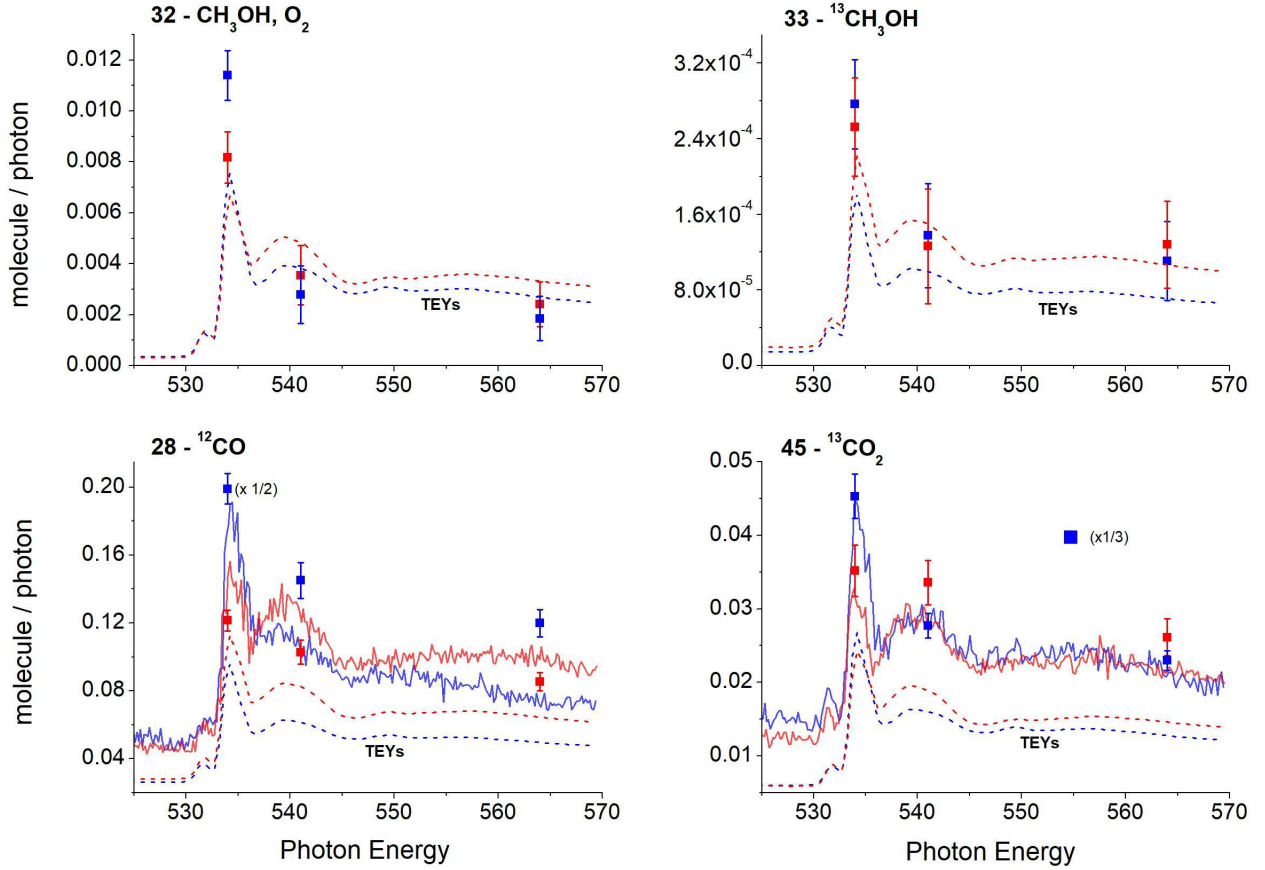 32 - CH₃OH, O₂
0.012
0.010
0.008
0.006
0.004
0.002
0.000
530 540 550 560 570
molecule / photon
TEYs
33 - ¹³CH₃OH
3.2x10⁻⁴
2.4x10⁻⁴
1.6x10⁻⁴
8.0x10⁻⁵
0.0
530 540 550 560 570
TEYs
28 - ¹²CO
0.20
0.16
0.12
0.08
0.04
(x 1/2)
TEYs
530 540 550 560 570
molecule / photon
Photon Energy
45 - ¹³CO₂
0.05
0.04
0.03
0.02
0.01
(x1/3)
TEYs
530 540 550 560 570
Photon Energy